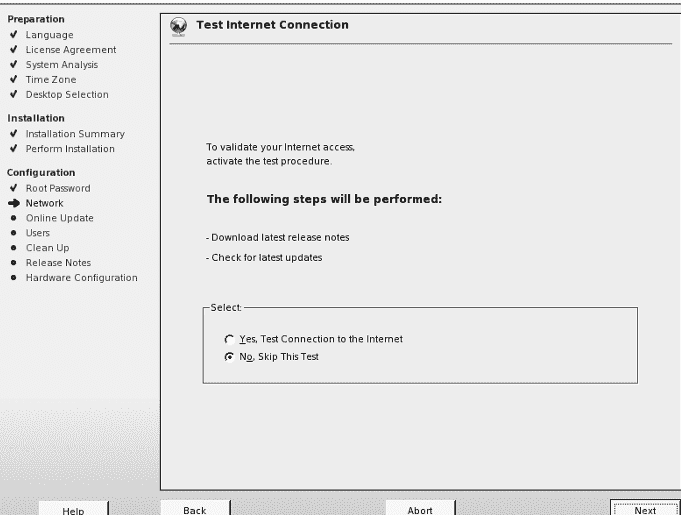 Preparation
Language
License Agreement
System Analysis
Time Zone
Desktop Selection
Installation
Installation Summary
Perform Installation
Configuration
Root Password
Network
Online Update
Users
Clean Up
Release Notes
Hardware Configuration
Test Internet Connection
To validate your Internet access,
activate the test procedure.
The following steps will be performed:
- Download latest release notes
- Check for latest updates
Select:
Yes, Test Connection to the Internet
No, Skip This Test
Help
Back
Abort
Next